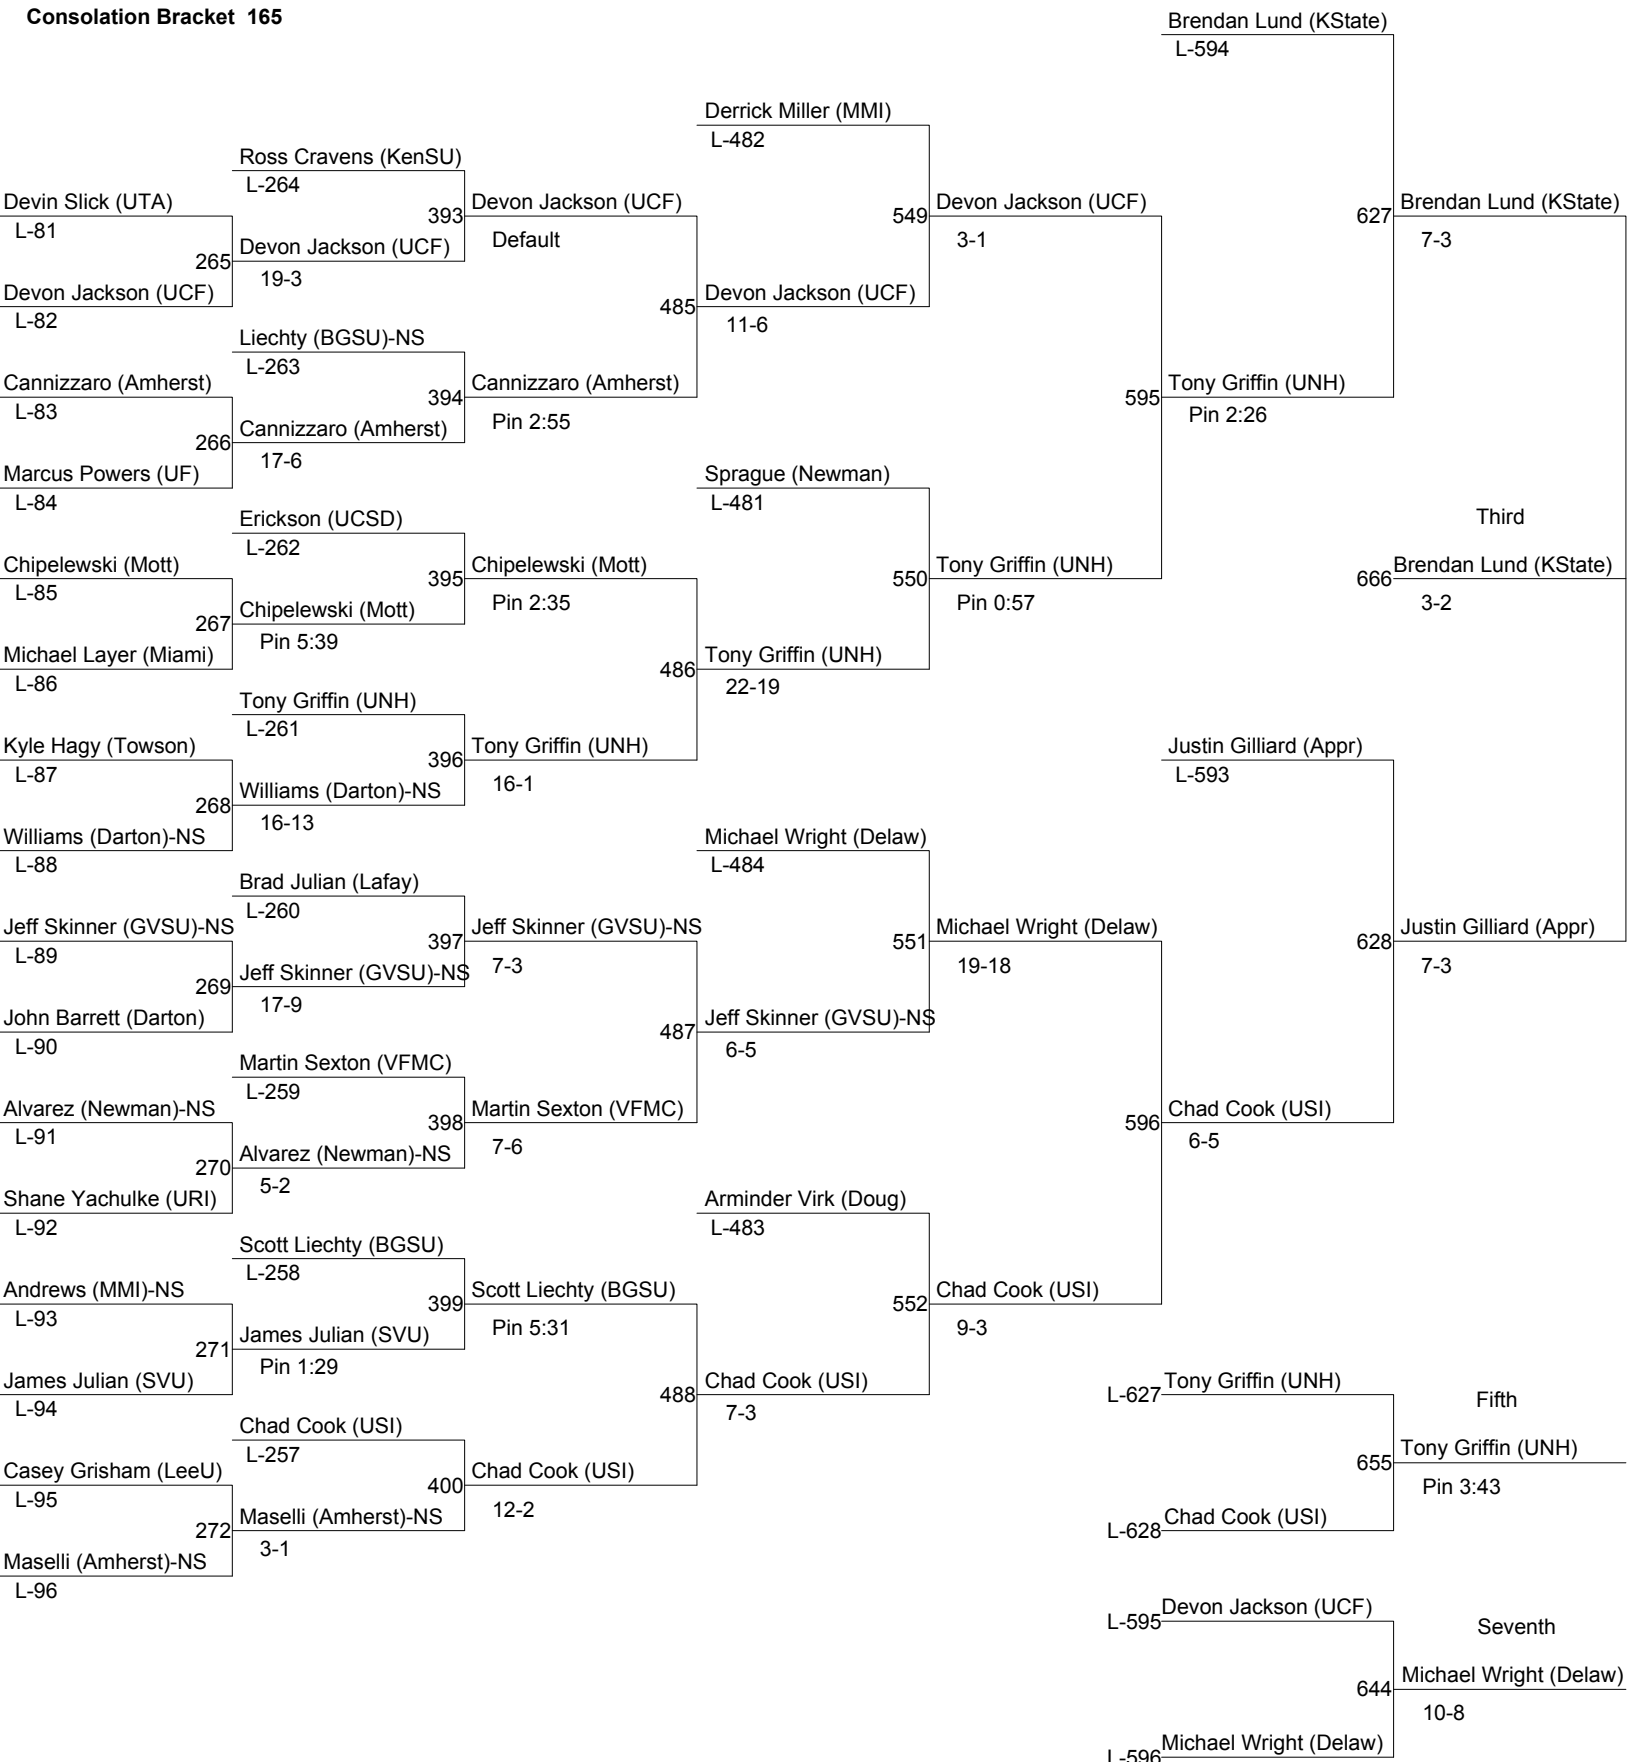 Consolation Bracket 165
Brendan Lund (KState)
L-594
Derrick Miller (MMI)
L-482
Ross Cravens (KenSU)
L-264
Devin Slick (UTA)
393
Devon Jackson (UCF)
549
Devon Jackson (UCF)
627
Brendan Lund (KState)
L-81
Default
3-1
7-3
265
Devon Jackson (UCF)
19-3
Devon Jackson (UCF)
485
Devon Jackson (UCF)
L-82
11-6
Liechty (BGSU)-NS
L-263
Cannizzaro (Amherst)
394
Cannizzaro (Amherst)
595
Tony Griffin (UNH)
L-83
Pin 2:55
Pin 2:26
266
Cannizzaro (Amherst)
17-6
Marcus Powers (UF)
Sprague (Newman)
L-84
L-481
Erickson (UCSD)
Third
L-262
Chipelewski (Mott)
395
Chipelewski (Mott)
550
Tony Griffin (UNH)
666
Brendan Lund (KState)
L-85
Pin 2:35
Pin 0:57
3-2
267
Chipelewski (Mott)
Pin 5:39
Michael Layer (Miami)
486
Tony Griffin (UNH)
L-86
22-19
Tony Griffin (UNH)
L-261
Kyle Hagy (Towson)
396
Tony Griffin (UNH)
Justin Gilliard (Appr)
L-87
16-1
L-593
268
Williams (Darton)-NS
16-13
Williams (Darton)-NS
Michael Wright (Delaw)
L-88
L-484
Brad Julian (Lafay)
L-260
Jeff Skinner (GVSU)-NS
397
Jeff Skinner (GVSU)-NS
551
Michael Wright (Delaw)
628
Justin Gilliard (Appr)
L-89
7-3
19-18
7-3
269
Jeff Skinner (GVSU)-NS
17-9
John Barrett (Darton)
487
Jeff Skinner (GVSU)-NS
L-90
6-5
Martin Sexton (VFMC)
L-259
Alvarez (Newman)-NS
398
Martin Sexton (VFMC)
596
Chad Cook (USI)
L-91
7-6
6-5
270
Alvarez (Newman)-NS
5-2
Shane Yachulke (URI)
Arminder Virk (Doug)
L-92
L-483
Scott Liechty (BGSU)
L-258
Andrews (MMI)-NS
399
Scott Liechty (BGSU)
552
Chad Cook (USI)
L-93
Pin 5:31
9-3
271
James Julian (SVU)
Pin 1:29
James Julian (SVU)
488
Chad Cook (USI)
L-627
Tony Griffin (UNH)
L-94
7-3
Fifth
Chad Cook (USI)
L-257
655
Tony Griffin (UNH)
Casey Grisham (LeeU)
400
Chad Cook (USI)
Pin 3:43
L-95
12-2
272
Maselli (Amherst)-NS
L-628
Chad Cook (USI)
3-1
Maselli (Amherst)-NS
L-96
L-595
Devon Jackson (UCF)
Seventh
644
Michael Wright (Delaw)
10-8
L-596
Michael Wright (Delaw)